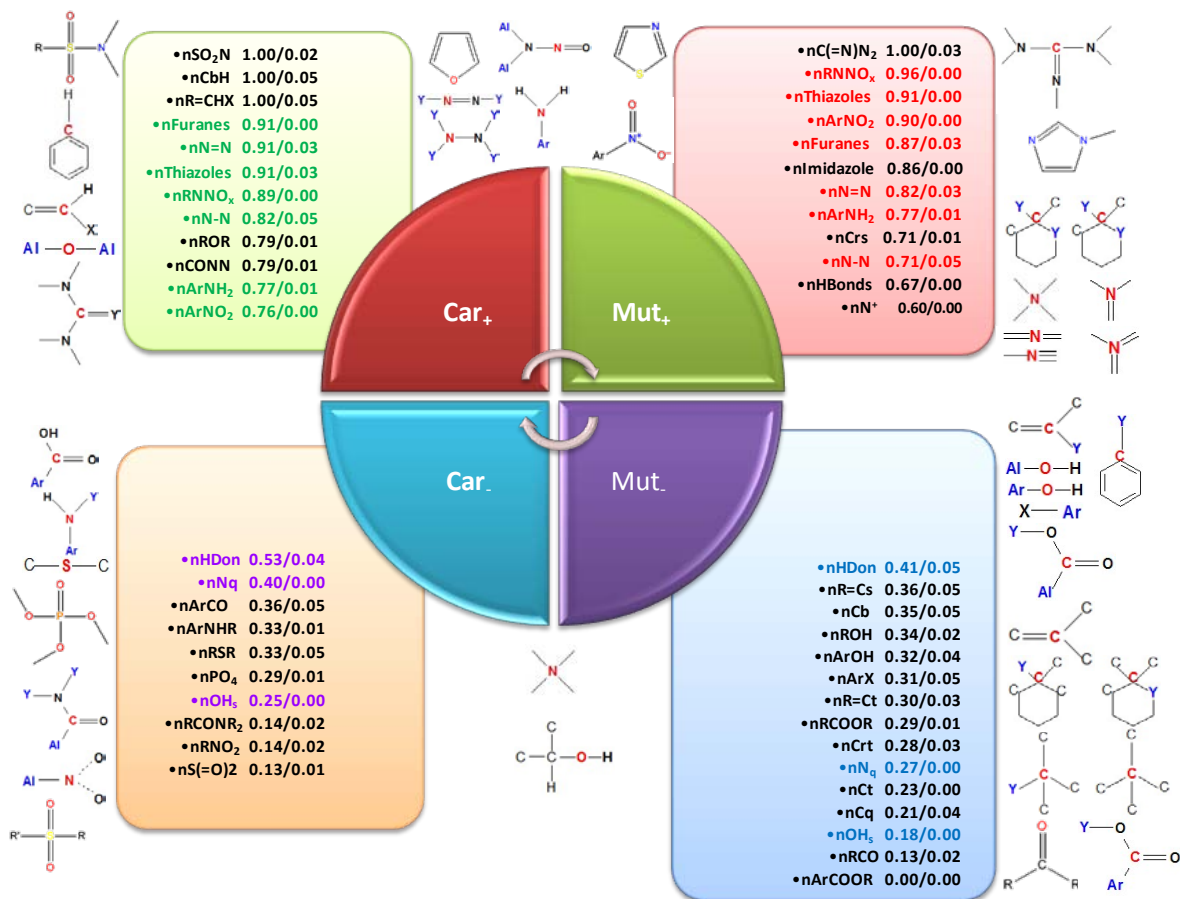 •nSO₂N 1.00/0.02
•nCbH 1.00/0.05
•nR=CHX 1.00/0.05
•nFuranes 0.91/0.00
•nN=N 0.91/0.03
•nThiazoles 0.91/0.03
•nRNNOₓ 0.89/0.00
•nN-N 0.82/0.05
•nROR 0.79/0.01
•nCONN 0.79/0.01
•nArNH₂ 0.77/0.01
•nArNO₂ 0.76/0.00
•nC(=N)N₂ 1.00/0.03
•nRNNOₓ 0.96/0.00
•nThiazoles 0.91/0.00
•nArNO₂ 0.90/0.00
•nFuranes 0.87/0.03
•nImidazole 0.86/0.00
•nN=N 0.82/0.03
•nArNH₂ 0.77/0.01
•nCrs 0.71/0.01
•nN-N 0.71/0.05
•nHBonds 0.67/0.00
•nN⁺ 0.60/0.00
Car₊
Mut₊
Car₋
Mut₋
•nHDon 0.53/0.04
•nNq 0.40/0.00
•nArCO 0.36/0.05
•nArNHR 0.33/0.01
•nRSR 0.33/0.05
•nPO₄ 0.29/0.01
•nOHₛ 0.25/0.00
•nRCONR₂ 0.14/0.02
•nRNO₂ 0.14/0.02
•nS(=O)2 0.13/0.01
•nHDon 0.41/0.05
•nR=Cs 0.36/0.05
•nCb 0.35/0.05
•nROH 0.34/0.02
•nArOH 0.32/0.04
•nArX 0.31/0.05
•nR=Ct 0.30/0.03
•nRCOOR 0.29/0.01
•nCrt 0.28/0.03
•nN_q 0.27/0.00
•nCt 0.23/0.00
•nCq 0.21/0.04
•nOHₛ 0.18/0.00
•nRCO 0.13/0.02
•nArCOOR 0.00/0.00